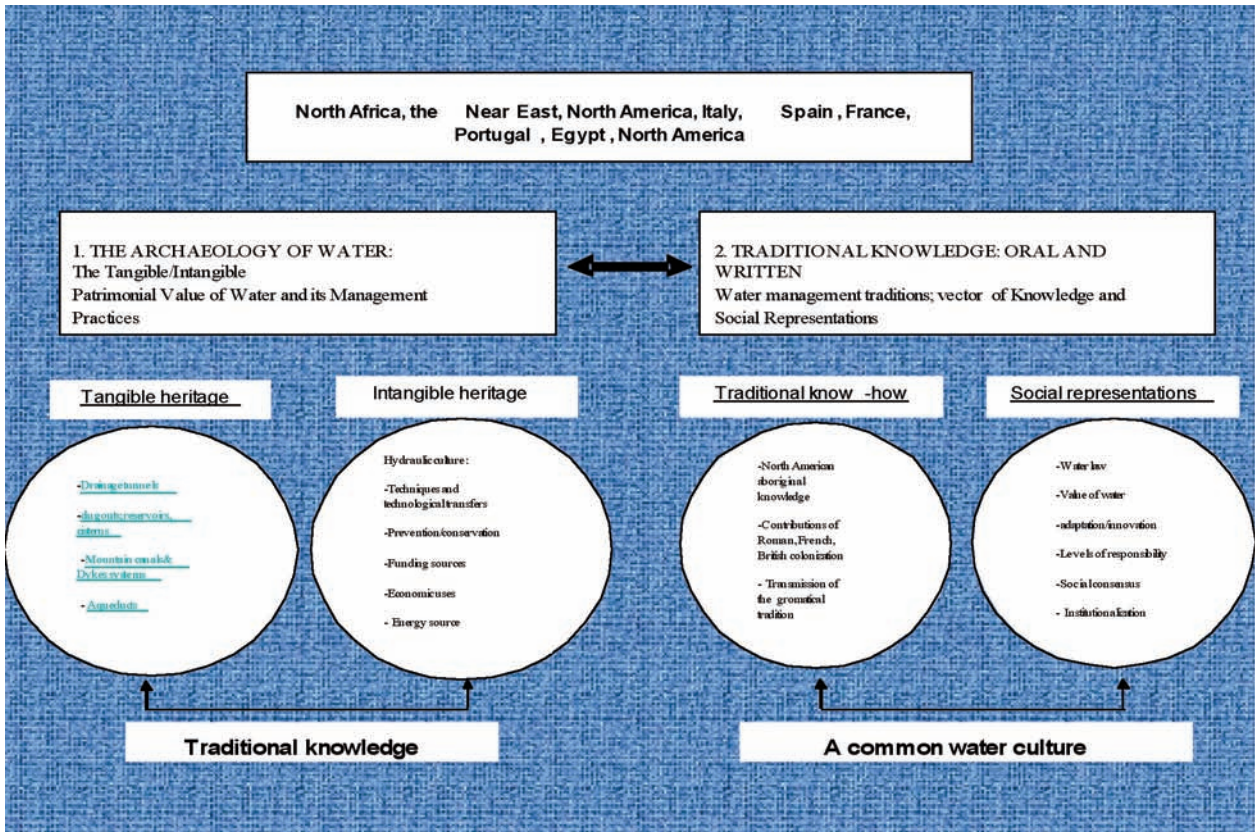 North Africa, the Near East, North America, Italy, Spain , France,
Portugal , Egypt , North America
1. THE ARCHAEOLOGY OF WATER:
The Tangible/Intangible
Patrimonial Value of Water and its Management
Practices
2. TRADITIONAL KNOWLEDGE: ORAL AND
WRITTEN
Water management traditions; vector of Knowledge and
Social Representations
Tangible heritage
-Drainage tunnels
-dugouts; reservoirs,
cisterns
-Mountain canals &
Dykes systems
- Aqueducts
Intangible heritage
Hydraulic culture :
-Techniques and
technological transfers
-Prevention/conservation
-Funding sources
-Economic uses
- Energy source
Traditional know -how
-North American
aboriginal
knowledge
-Contributions of
Roman, French,
British colonization
- Transmission of
the gromatical
tradition
Social representations
-Water law
-Value of water
-adaptation/innovation
-Levels of responsibility
-Social consensus
- Institutionalization
Traditional knowledge
A common water culture